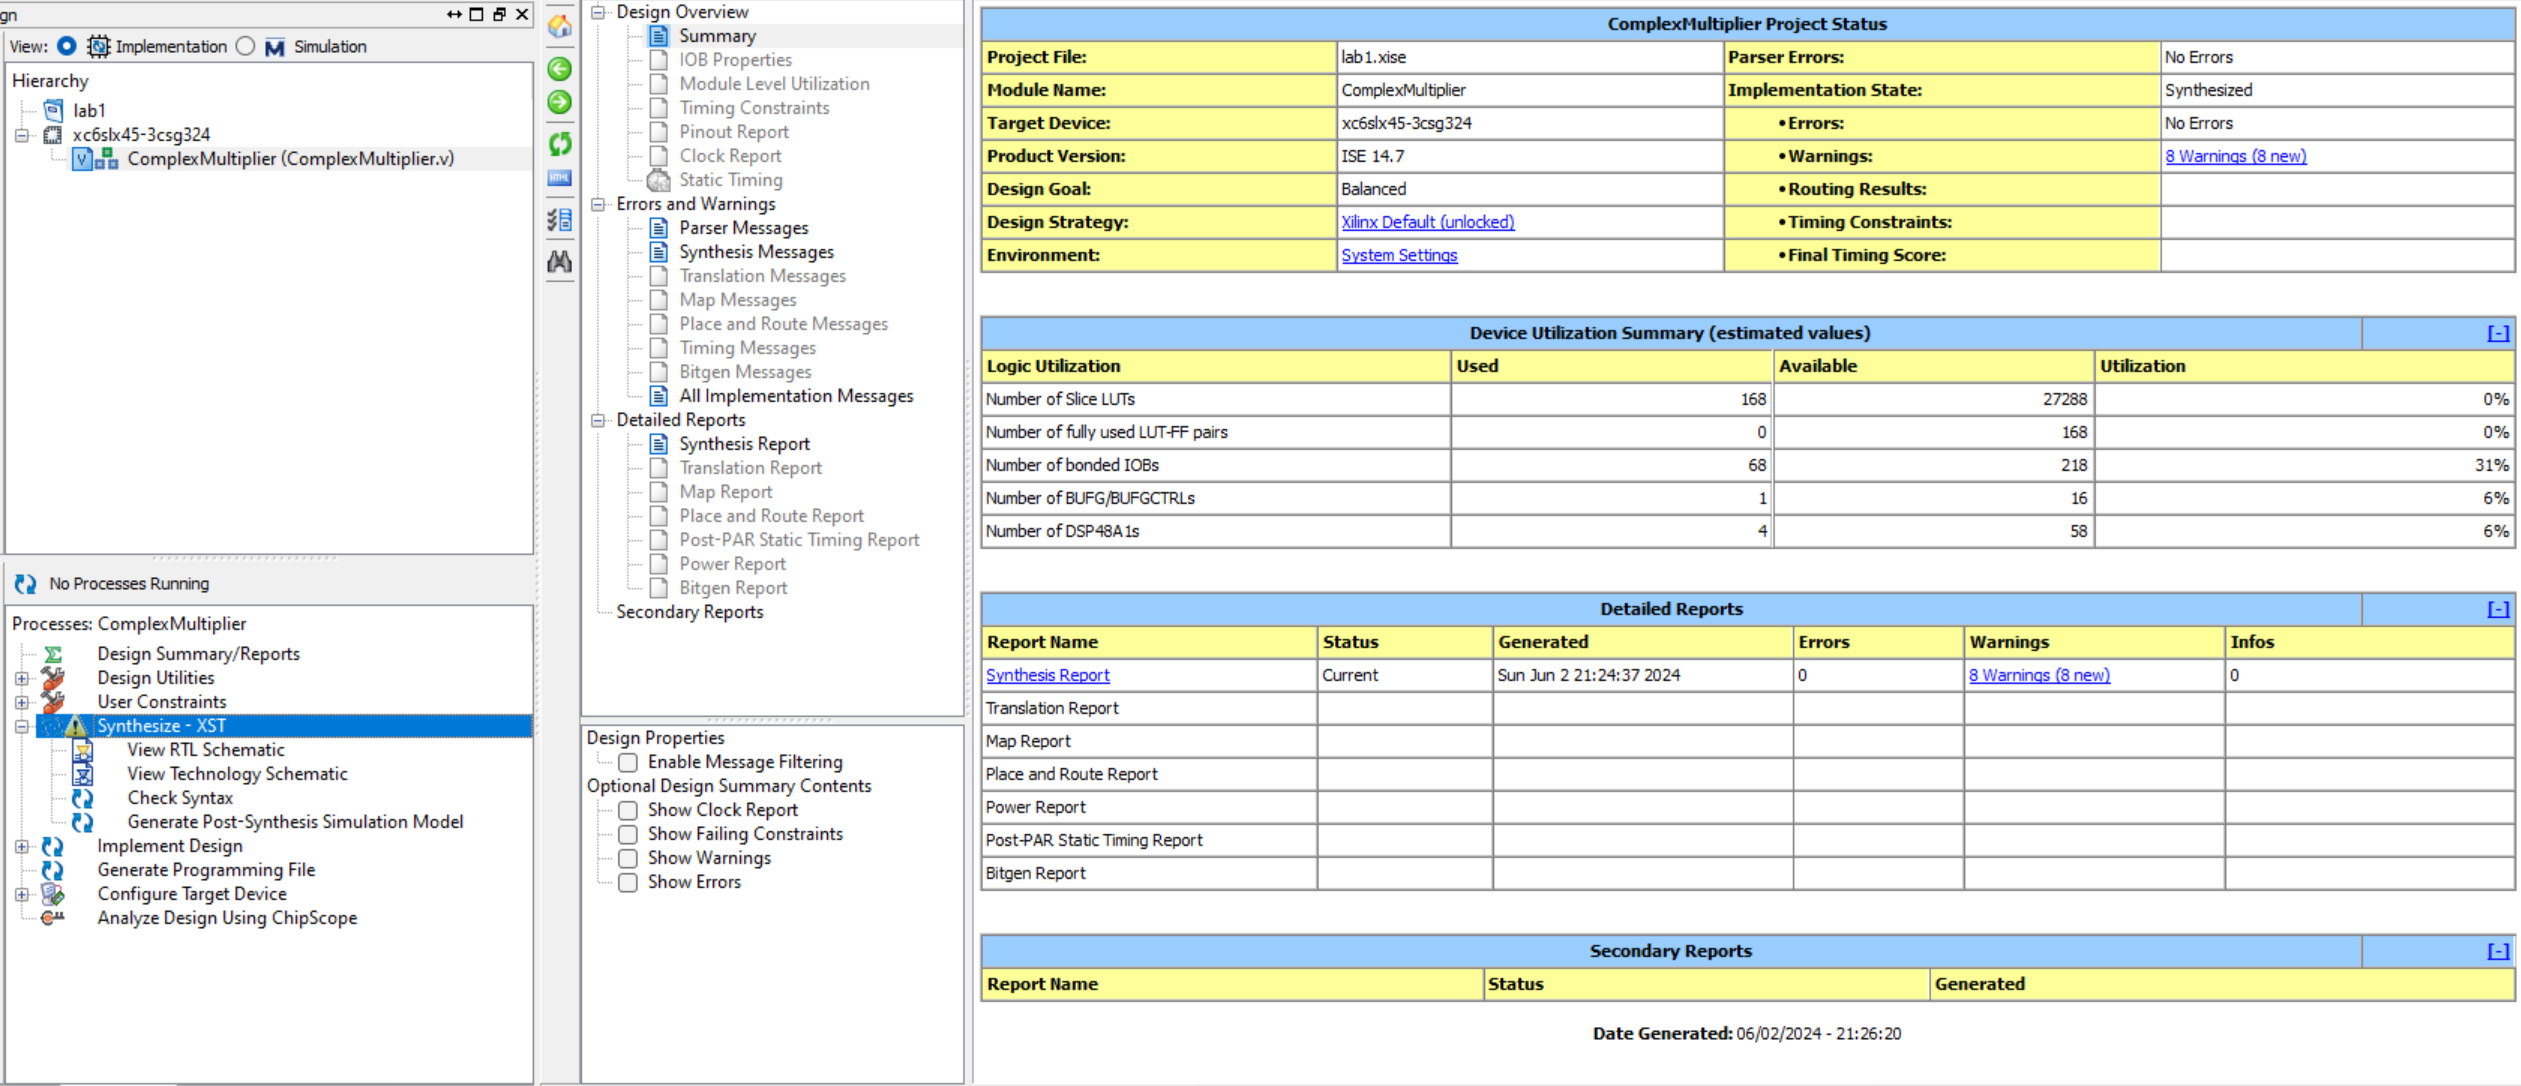 gn
View: Implementation Simulation
Hierarchy
lab1
xc6slx45-3csg324
ComplexMultiplier (ComplexMultiplier.v)
No Processes Running
Processes: ComplexMultiplier
Design Summary/Reports
Design Utilities
User Constraints
Synthesize - XST
View RTL Schematic
View Technology Schematic
Check Syntax
Generate Post-Synthesis Simulation Model
Implement Design
Generate Programming File
Configure Target Device
Analyze Design Using ChipScope
Design Overview
Summary
IOB Properties
Module Level Utilization
Timing Constraints
Pinout Report
Clock Report
Static Timing
Errors and Warnings
Parser Messages
Synthesis Messages
Translation Messages
Map Messages
Place and Route Messages
Timing Messages
Bitgen Messages
All Implementation Messages
Detailed Reports
Synthesis Report
Translation Report
Map Report
Place and Route Report
Post-PAR Static Timing Report
Power Report
Bitgen Report
Secondary Reports
Design Properties
Enable Message Filtering
Optional Design Summary Contents
Show Clock Report
Show Failing Constraints
Show Warnings
Show Errors
ComplexMultiplier Project Status
Project File: lab1.xise Parser Errors: No Errors
Module Name: ComplexMultiplier Implementation State: Synthesized
Target Device: xc6slx45-3csg324 •Errors: No Errors
Product Version: ISE 14.7 •Warnings: 8 Warnings (8 new)
Design Goal: Balanced •Routing Results:
Design Strategy: Xilinx Default (unlocked) •Timing Constraints:
Environment: System Settings •Final Timing Score:
Device Utilization Summary (estimated values) [-]
Logic Utilization Used Available Utilization
Number of Slice LUTs 168 27288 0%
Number of fully used LUT-FF pairs 0 168 0%
Number of bonded IOBs 68 218 31%
Number of BUFG/BUFGCTRLs 1 16 6%
Number of DSP48A1s 4 58 6%
Detailed Reports [-]
Report Name Status Generated Errors Warnings Infos
Synthesis Report Current Sun Jun 2 21:24:37 2024 0 8 Warnings (8 new) 0
Translation Report
Map Report
Place and Route Report
Power Report
Post-PAR Static Timing Report
Bitgen Report
Secondary Reports [-]
Report Name Status Generated
Date Generated: 06/02/2024 - 21:26:20